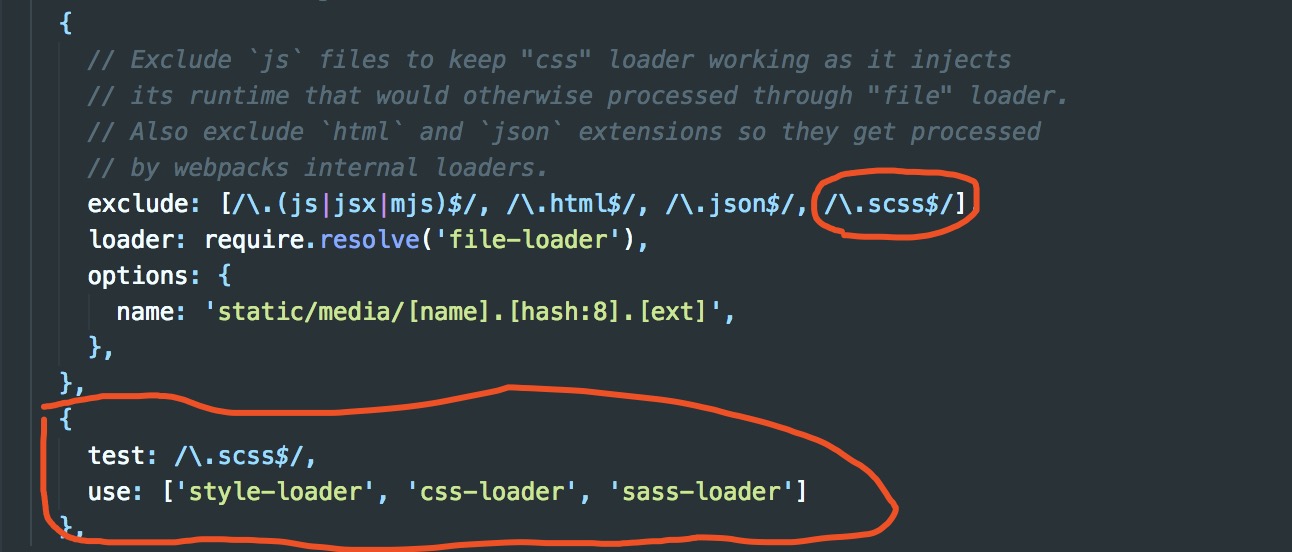 {
// Exclude `js` files to keep "css" loader working as it injects
// its runtime that would otherwise processed through "file" loader.
// Also exclude `html` and `json` extensions so they get processed
// by webpacks internal loaders.
exclude: [/\.(js|jsx|mjs)$/, /\.html$/, /\.json$/, /\.scss$/]
loader: require.resolve('file-loader'),
options: {
name: 'static/media/[name].[hash:8].[ext]',
},
},
{
test: /\.scss$/,
use: ['style-loader', 'css-loader', 'sass-loader']
},